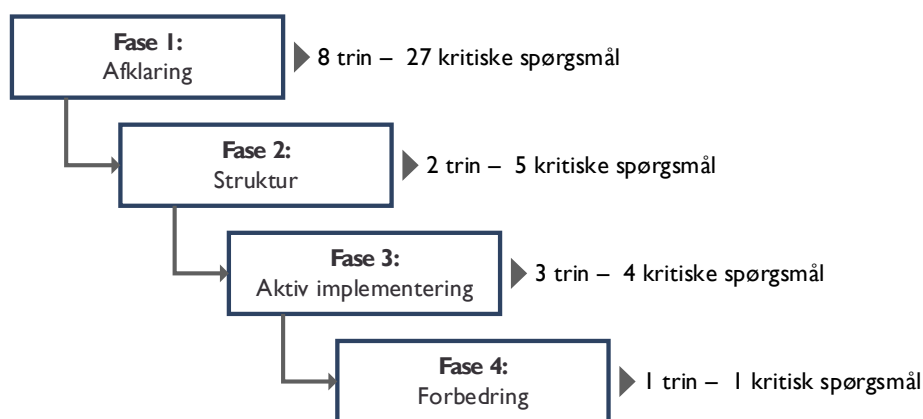 Fase 1:
Afklaring
8 trin – 27 kritiske spørgsmål
Fase 2:
Struktur
2 trin – 5 kritiske spørgsmål
Fase 3:
Aktiv implementering
3 trin – 4 kritiske spørgsmål
Fase 4:
Forbedring
1 trin – 1 kritisk spørgsmål